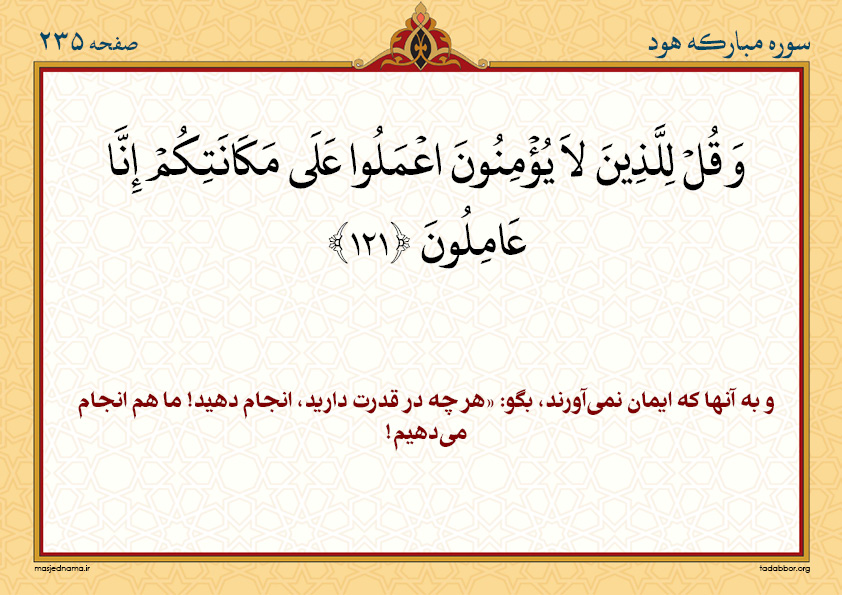 سوره مبارکه هود
صفحه ۲۳۵
وَ قُلْ لِلَّذِينَ لاَ يُؤْمِنُونَ اعْمَلُوا عَلَى مَكَانَتِكُمْ إِنَّا
عَامِلُونَ ﴿۱۲۱﴾
و به آنها که ایمان نمی‌آورند، بگو: «هر چه در قدرت دارید، انجام دهید! ما هم انجام
می‌دهیم!
masjednama.ir
tadabbor.org